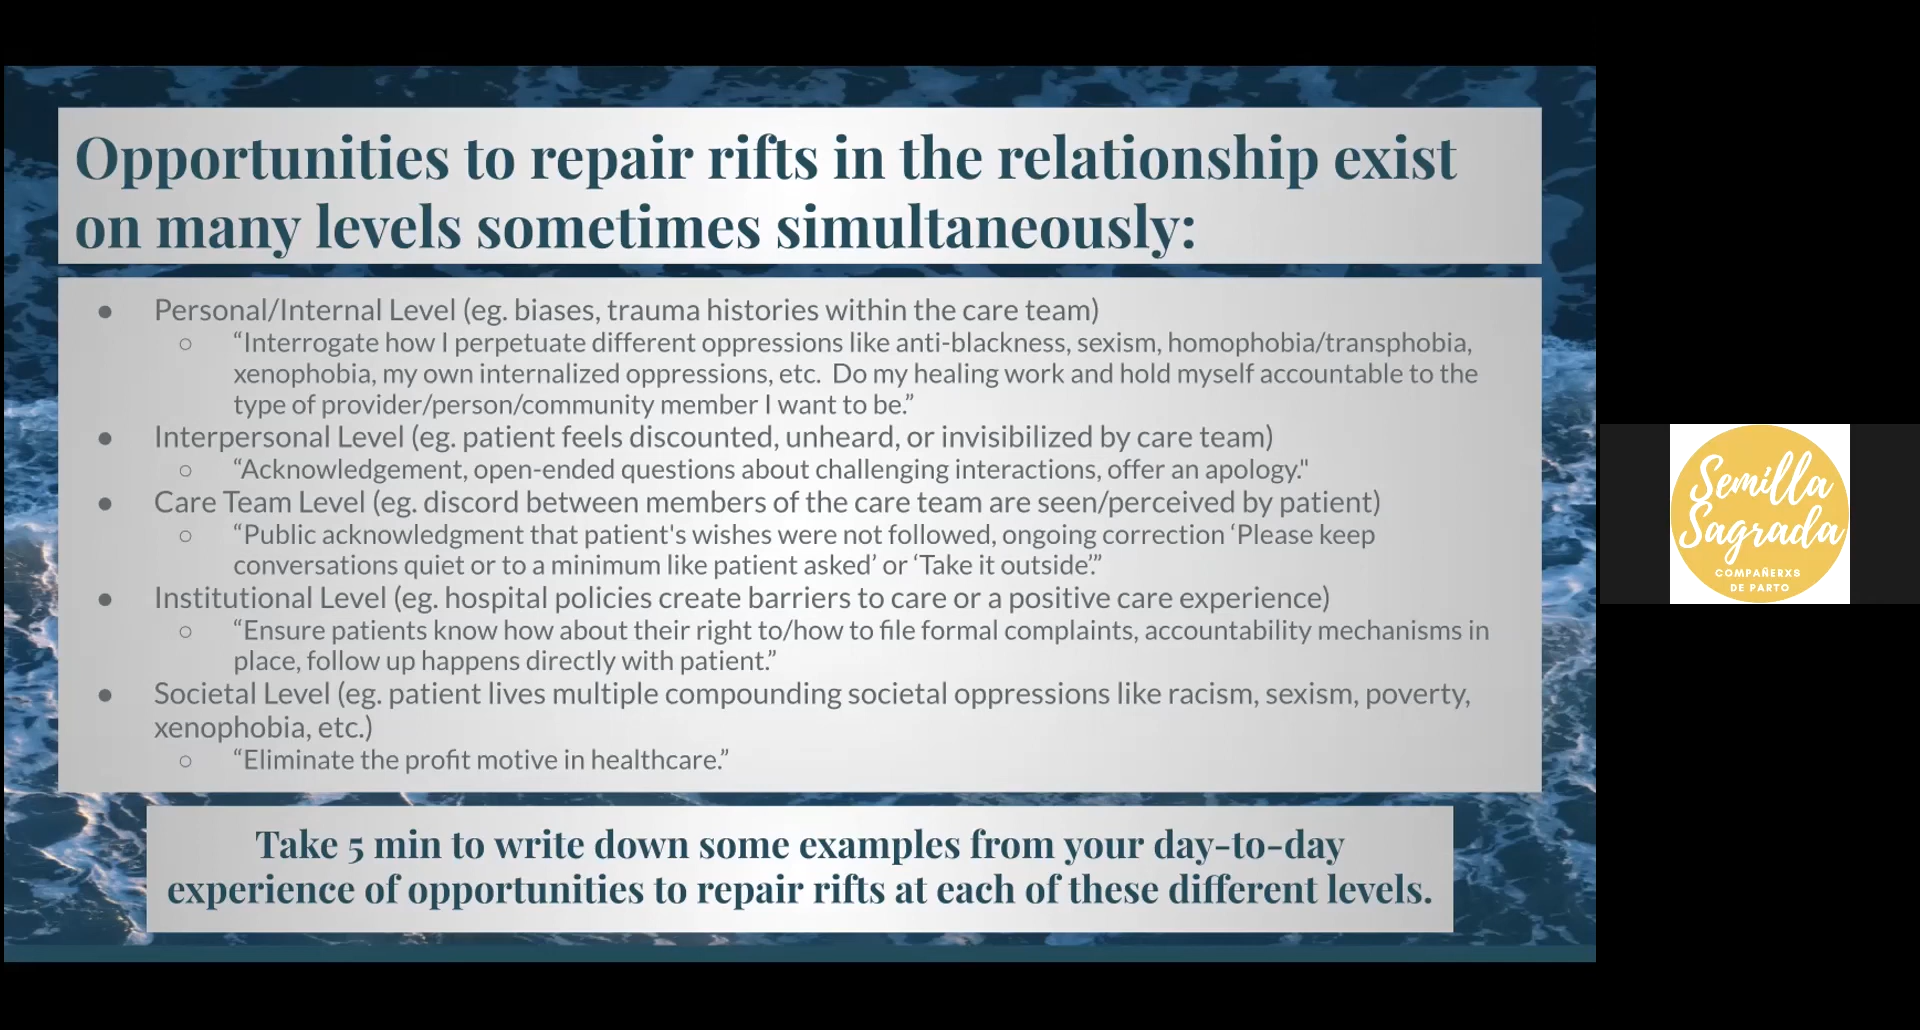 Opportunities to repair rifts in the relationship exist
on many levels sometimes simultaneously:
● Personal/Internal Level (eg. biases, trauma histories within the care team)
○ “Interrogate how I perpetuate different oppressions like anti-blackness, sexism, homophobia/transphobia,
xenophobia, my own internalized oppressions, etc.  Do my healing work and hold myself accountable to the
type of provider/person/community member I want to be.”
● Interpersonal Level (eg. patient feels discounted, unheard, or invisibilized by care team)
○ “Acknowledgement, open-ended questions about challenging interactions, offer an apology."
● Care Team Level (eg. discord between members of the care team are seen/perceived by patient)
○ “Public acknowledgment that patient's wishes were not followed, ongoing correction ‘Please keep
conversations quiet or to a minimum like patient asked’ or ‘Take it outside’.”
● Institutional Level (eg. hospital policies create barriers to care or a positive care experience)
○ “Ensure patients know how about their right to/how to file formal complaints, accountability mechanisms in
place, follow up happens directly with patient.”
● Societal Level (eg. patient lives multiple compounding societal oppressions like racism, sexism, poverty,
xenophobia, etc.)
○ “Eliminate the profit motive in healthcare.”
Take 5 min to write down some examples from your day-to-day
experience of opportunities to repair rifts at each of these different levels.
Semilla
Sagrada
COMPAÑERXS
DE PARTO